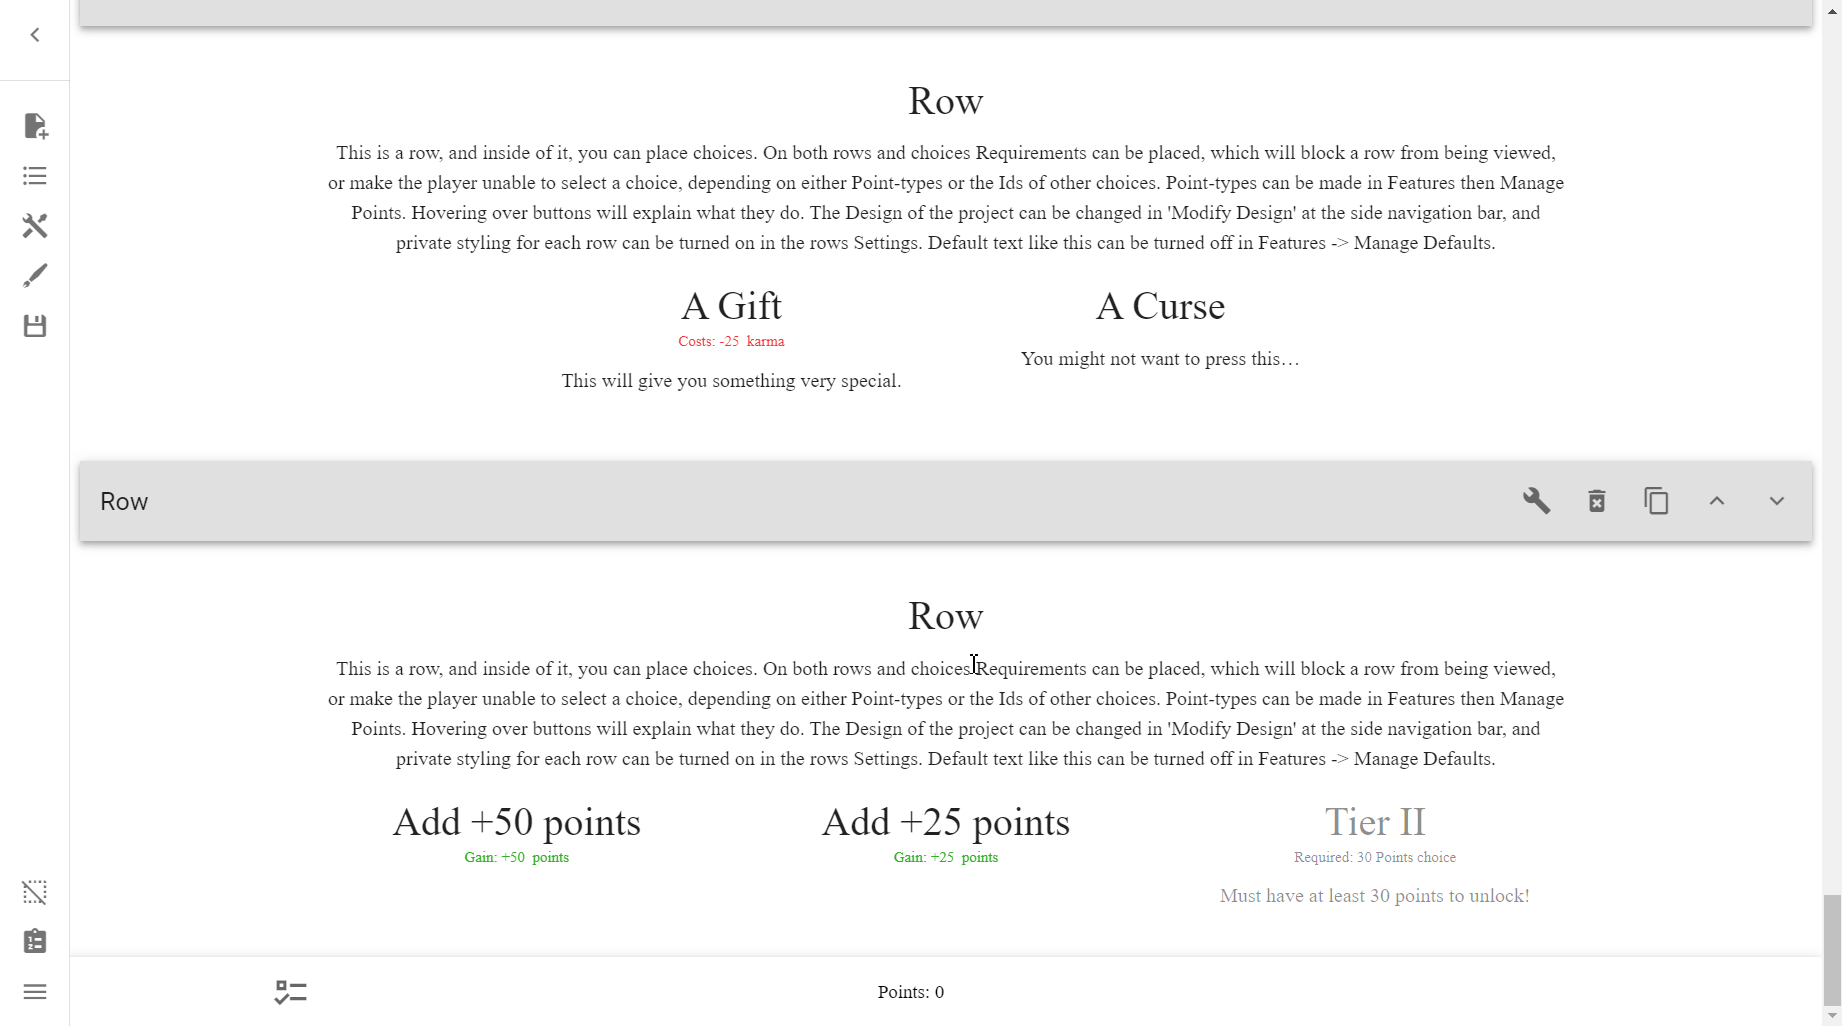 Row
This is a row, and inside of it, you can place choices. On both rows and choices Requirements can be placed, which will block a row from being viewed,
or make the player unable to select a choice, depending on either Point-types or the Ids of other choices. Point-types can be made in Features then Manage
Points. Hovering over buttons will explain what they do. The Design of the project can be changed in 'Modify Design' at the side navigation bar, and
private styling for each row can be turned on in the rows Settings. Default text like this can be turned off in Features -> Manage Defaults.
A Gift
Costs: -25 karma
This will give you something very special.
A Curse
You might not want to press this…
Row
Row
This is a row, and inside of it, you can place choices. On both rows and choices Requirements can be placed, which will block a row from being viewed,
or make the player unable to select a choice, depending on either Point-types or the Ids of other choices. Point-types can be made in Features then Manage
Points. Hovering over buttons will explain what they do. The Design of the project can be changed in 'Modify Design' at the side navigation bar, and
private styling for each row can be turned on in the rows Settings. Default text like this can be turned off in Features -> Manage Defaults.
Add +50 points
Gain: +50 points
Add +25 points
Gain: +25 points
Tier II
Required: 30 Points choice
Must have at least 30 points to unlock!
Points: 0